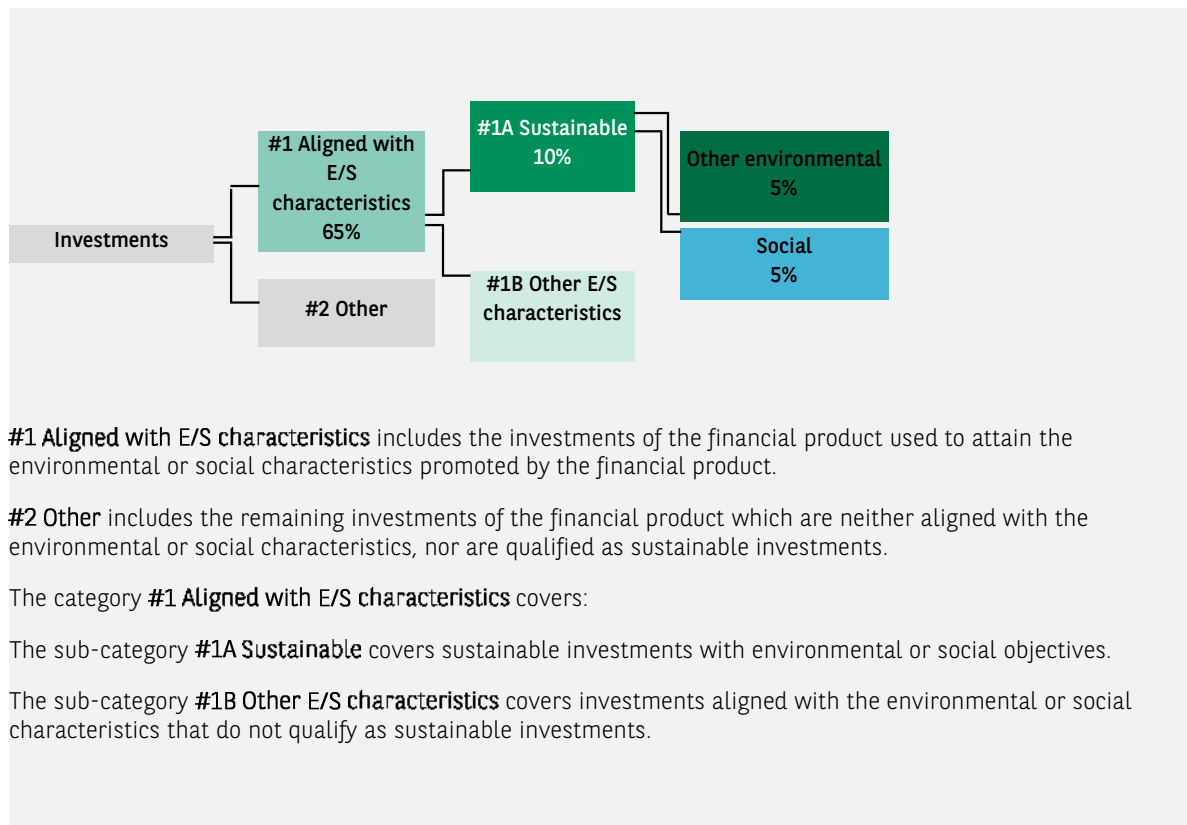 #1A Sustainable
10%
#1 Aligned with
E/S
characteristics
65%
Other environmental
5%
Investments
Social
5%
#2 Other
#1B Other E/S
characteristics
#1 Aligned with E/S characteristics includes the investments of the financial product used to attain the
environmental or social characteristics promoted by the financial product.
#2 Other includes the remaining investments of the financial product which are neither aligned with the
environmental or social characteristics, nor are qualified as sustainable investments.
The category #1 Aligned with E/S characteristics covers:
The sub-category #1A Sustainable covers sustainable investments with environmental or social objectives.
The sub-category #1B Other E/S characteristics covers investments aligned with the environmental or social
characteristics that do not qualify as sustainable investments.